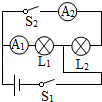 S₂ A₂
A₁ L₁ L₂
S₁